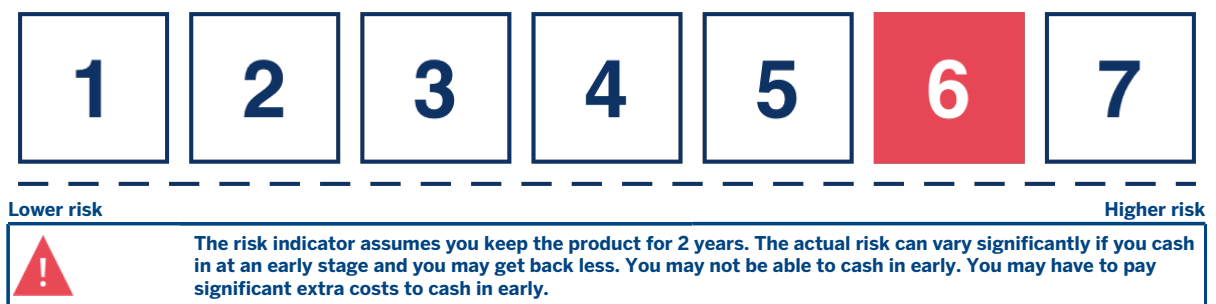 1 2 3 4 5 6 7
Lower risk Higher risk
! The risk indicator assumes you keep the product for 2 years. The actual risk can vary significantly if you cash
in at an early stage and you may get back less. You may not be able to cash in early. You may have to pay
significant extra costs to cash in early.